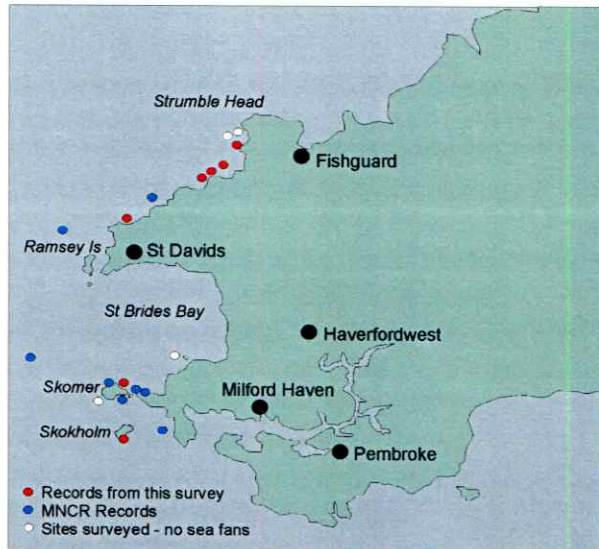 Strumble Head
Fishguard
Ramsey Is
St Davids
St Brides Bay
Haverfordwest
Skomer
Milford Haven
Skokholm
Pembroke
Records from this survey
MNCR Records
Sites surveyed - no sea fans